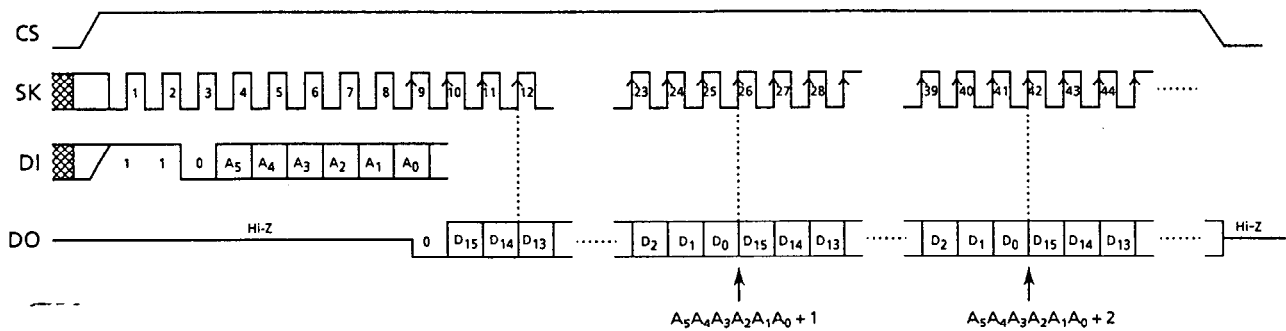 CS
SK 1 2 3 4 5 6 7 8 9 10 11 12 23 24 25 26 27 28 39 40 41 42 43 44
DI 1 1 0 A5 A4 A3 A2 A1 A0
DO Hi-Z 0 D15 D14 D13 D2 D1 D0 D15 D14 D13 D2 D1 D0 D15 D14 D13 Hi-Z
A5A4A3A2A1A0 + 1 A5A4A3A2A1A0 + 2